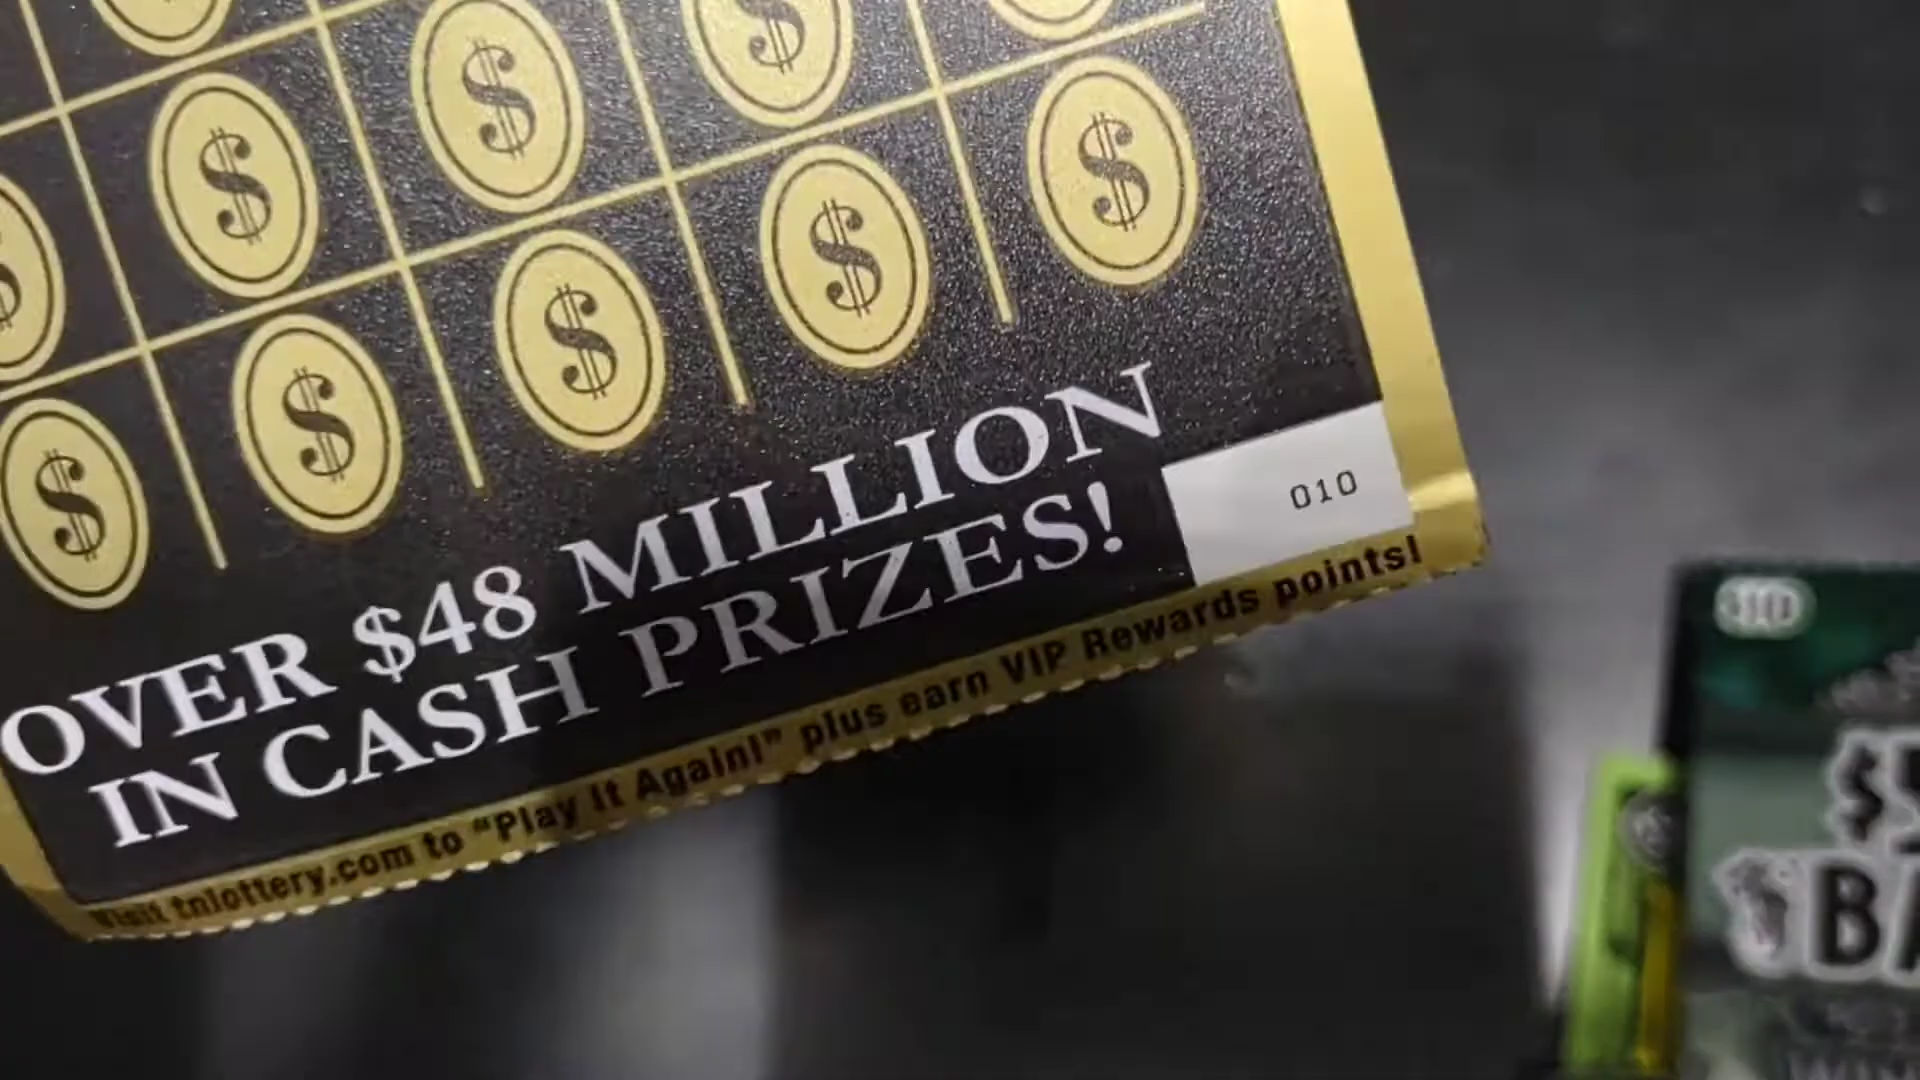 OVER $48 MILLION
IN CASH PRIZES!
010
Visit tnlottery.com to “Play It Again!” plus earn VIP Rewards points!
$10